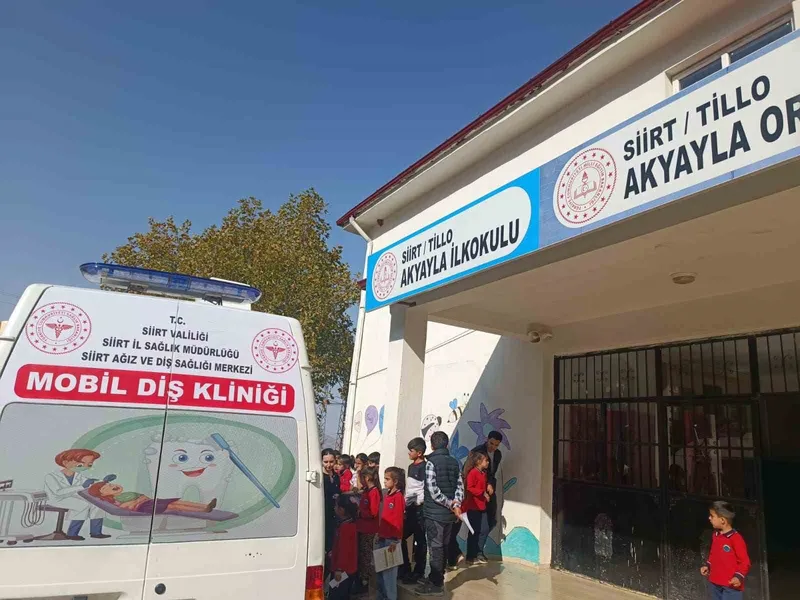 SİİRT / TİLLO
AKYAYLA OR
SİİRT / TİLLO
AKYAYLA İLKOKULU
T.C.
SİİRT VALİLİĞİ
SİİRT İL SAĞLIK MÜDÜRLÜĞÜ
SİİRT AĞIZ VE DİŞ SAĞLIĞI MERKEZİ
MOBİL DİŞ KLİNİĞİ